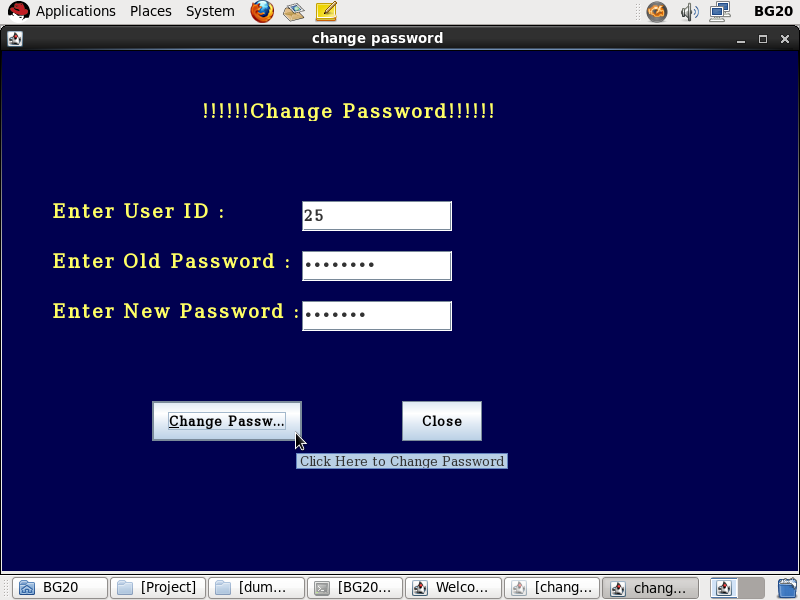 Applications Places System BG20
change password
!!!!!!Change Password!!!!!!
Enter User ID : 25
Enter Old Password : ••••••••
Enter New Password : •••••••
Change Passw... Close
Click Here to Change Password
BG20 [Project] [dum... [BG20... Welco... [chang... chang...